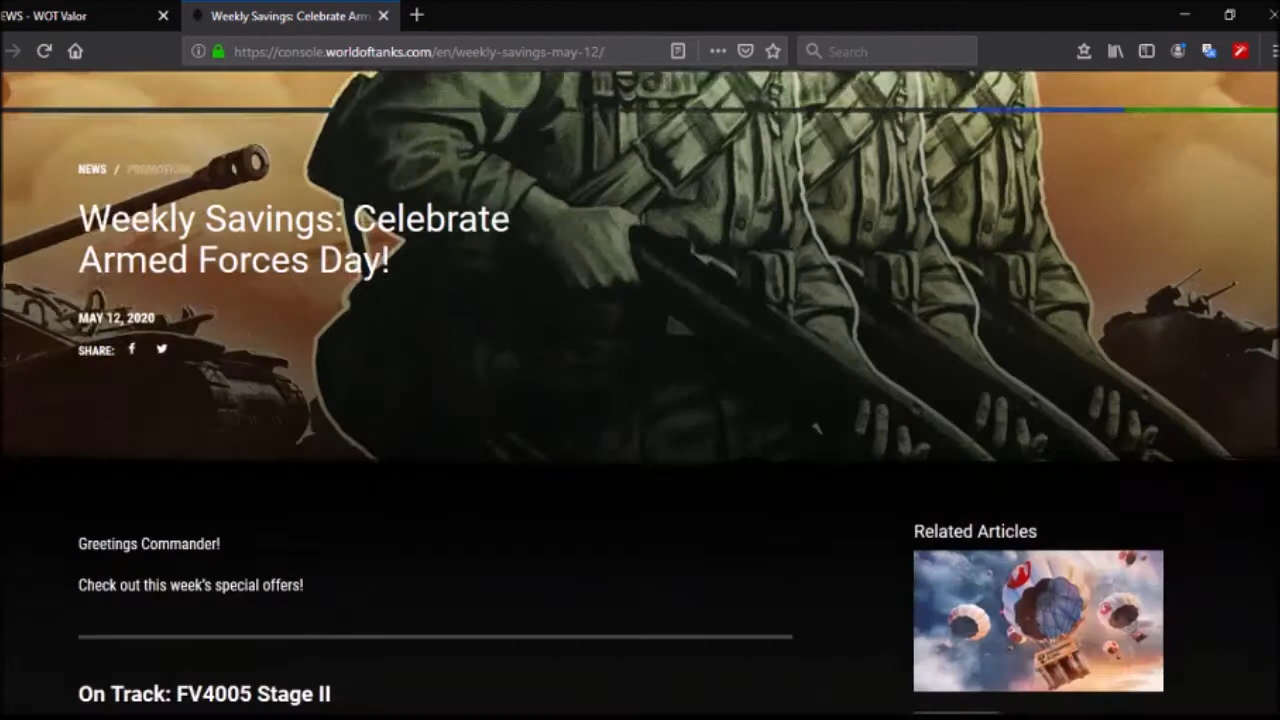 EWS - WOT Valor
Weekly Savings: Celebrate Arm
https://console.worldoftanks.com/en/weekly-savings-may-12/
Search
NEWS / PROMOTIONS
Weekly Savings: Celebrate
Armed Forces Day!
MAY 12, 2020
SHARE:
Greetings Commander!
Check out this week's special offers!
On Track: FV4005 Stage II
Related Articles